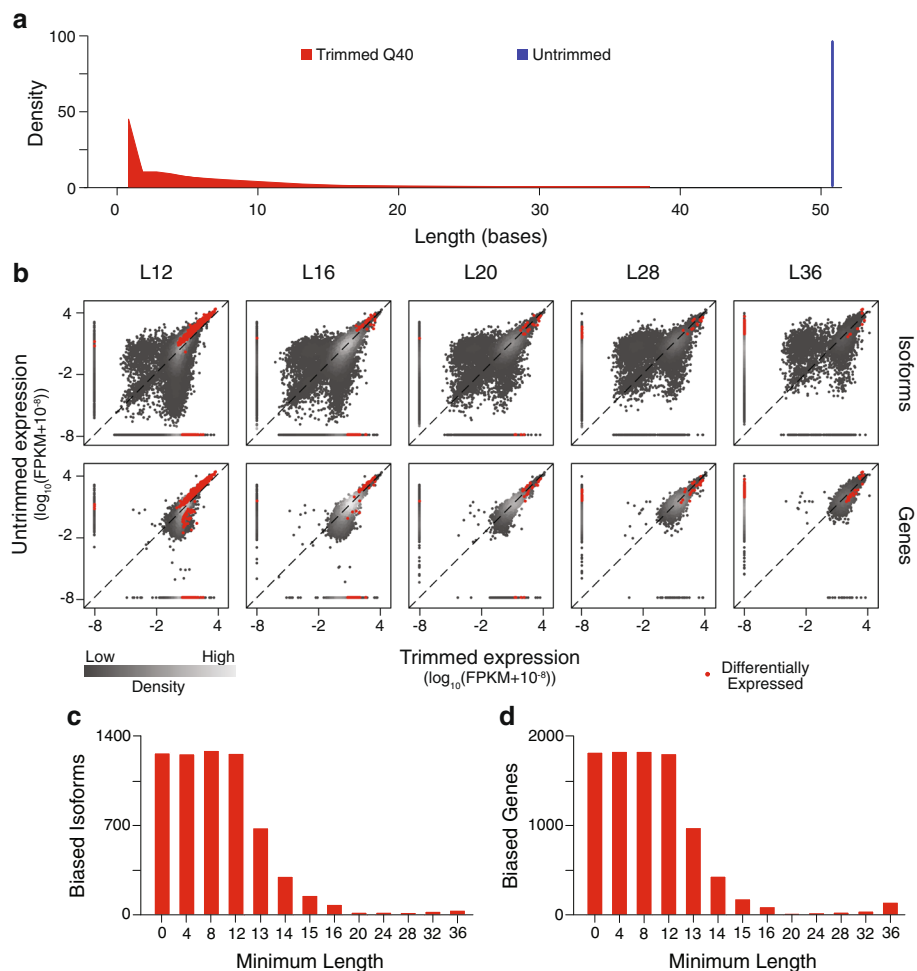 a
100
50
0
Density
Trimmed Q40
Untrimmed
0 10 20 30 40 50
Length (bases)
b
L12 L16 L20 L28 L36
4
-2
-8
Isoforms
Untrimmed expression
(log10(FPKM+10-8))
4
-2
-8
Genes
-8 -2 4 -8 -2 4 -8 -2 4 -8 -2 4 -8 -2 4
Low High
Density
Trimmed expression
(log10(FPKM+10-8))
Differentially
Expressed
c
1400
700
0
Biased Isoforms
0 4 8 12 13 14 15 16 20 24 28 32 36
Minimum Length
d
2000
1000
0
Biased Genes
0 4 8 12 13 14 15 16 20 24 28 32 36
Minimum Length